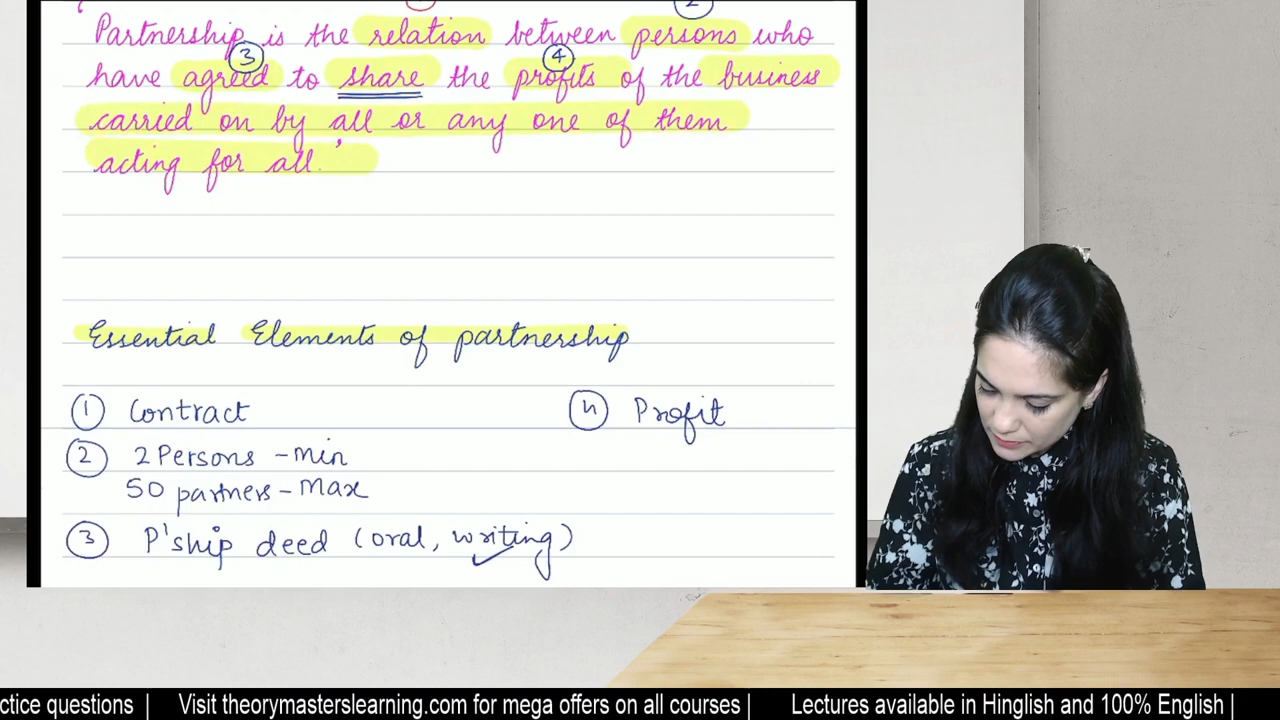 2
Partnership is the relation between persons who
3 4
have agreed to share the profits of the business
carried on by all or any one of them
acting for all."
Essential Elements of partnership
1 Contract
4 Profit
2 2 Persons - Min
50 partners - Max
3 P'ship deed (oral, writing)
ctice questions | Visit theorymasterslearning.com for mega offers on all courses | Lectures available in Hinglish and 100% English |